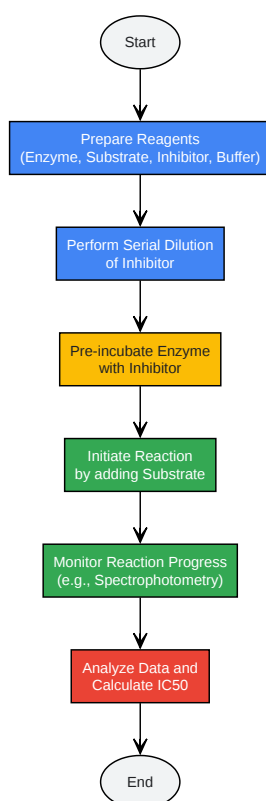 Start
Prepare Reagents
(Enzyme, Substrate, Inhibitor, Buffer)
Perform Serial Dilution
of Inhibitor
Pre-incubate Enzyme
with Inhibitor
Initiate Reaction
by adding Substrate
Monitor Reaction Progress
(e.g., Spectrophotometry)
Analyze Data and
Calculate IC50
End